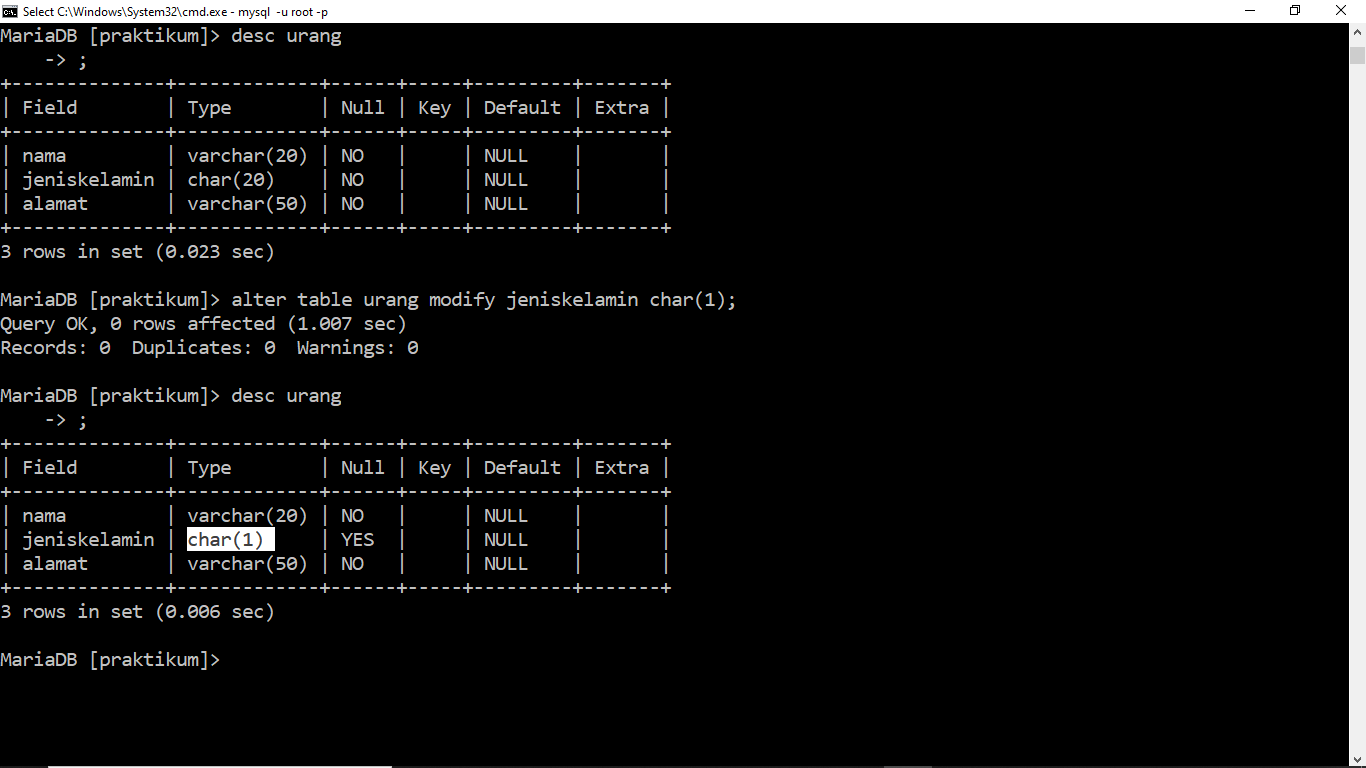 Select C:\Windows\System32\cmd.exe - mysql  -u root -p
MariaDB [praktikum]> desc urang
    -> ;
+--------------+-------------+------+-----+---------+-------+
| Field        | Type        | Null | Key | Default | Extra |
+--------------+-------------+------+-----+---------+-------+
| nama         | varchar(20) | NO   |     | NULL    |       |
| jeniskelamin | char(20)    | NO   |     | NULL    |       |
| alamat       | varchar(50) | NO   |     | NULL    |       |
+--------------+-------------+------+-----+---------+-------+
3 rows in set (0.023 sec)

MariaDB [praktikum]> alter table urang modify jeniskelamin char(1);
Query OK, 0 rows affected (1.007 sec)
Records: 0  Duplicates: 0  Warnings: 0

MariaDB [praktikum]> desc urang
    -> ;
+--------------+-------------+------+-----+---------+-------+
| Field        | Type        | Null | Key | Default | Extra |
+--------------+-------------+------+-----+---------+-------+
| nama         | varchar(20) | NO   |     | NULL    |       |
| jeniskelamin | char(1)     | YES  |     | NULL    |       |
| alamat       | varchar(50) | NO   |     | NULL    |       |
+--------------+-------------+------+-----+---------+-------+
3 rows in set (0.006 sec)

MariaDB [praktikum]>